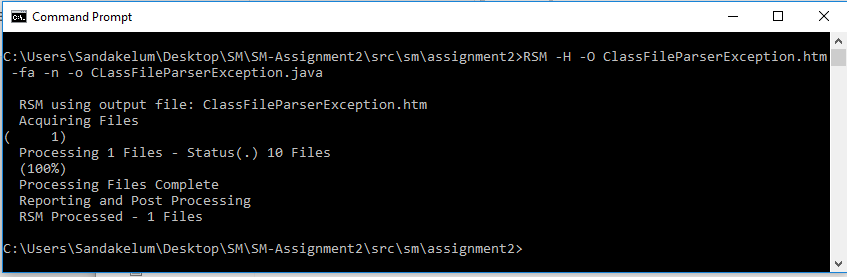 Command Prompt
C:\Users\Sandakelum\Desktop\SM\SM-Assignment2\src\sm\assignment2>RSM -H -O ClassFileParserException.htm
-fa -n -o CLassFileParserException.java
RSM using output file: ClassFileParserException.htm
Acquiring Files
(     1)
Processing 1 Files - Status(.) 10 Files
(100%)
Processing Files Complete
Reporting and Post Processing
RSM Processed - 1 Files
C:\Users\Sandakelum\Desktop\SM\SM-Assignment2\src\sm\assignment2>